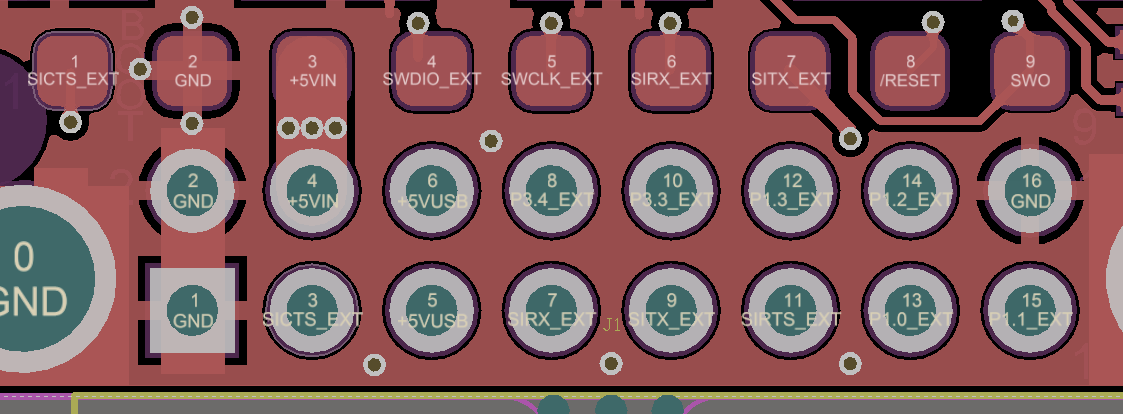 1 2 3 4 5 6 7 8 9
SICTS_EXT GND +5VIN SWDIO_EXT SWCLK_EXT SIRX_EXT SITX_EXT /RESET SWO
2 4 6 8 10 12 14 16
GND +5VIN +5VUSB P3.4_EXT P3.3_EXT P1.3_EXT P1.2_EXT GND
0
GND
1 3 5 7 9 11 13 15
GND SICTS_EXT +5VUSB SIRX_EXT J1 SITX_EXT SIRTS_EXT P1.0_EXT P1.1_EXT
9
1